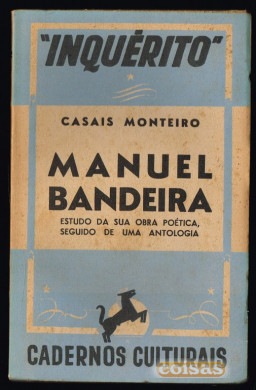 "INQUÉRITO"
CASAIS MONTEIRO
MANUEL
BANDEIRA
ESTUDO DA SUA OBRA POÉTICA,
SEGUIDO DE UMA ANTOLOGIA
CADERNOS CULTURAIS
coisas